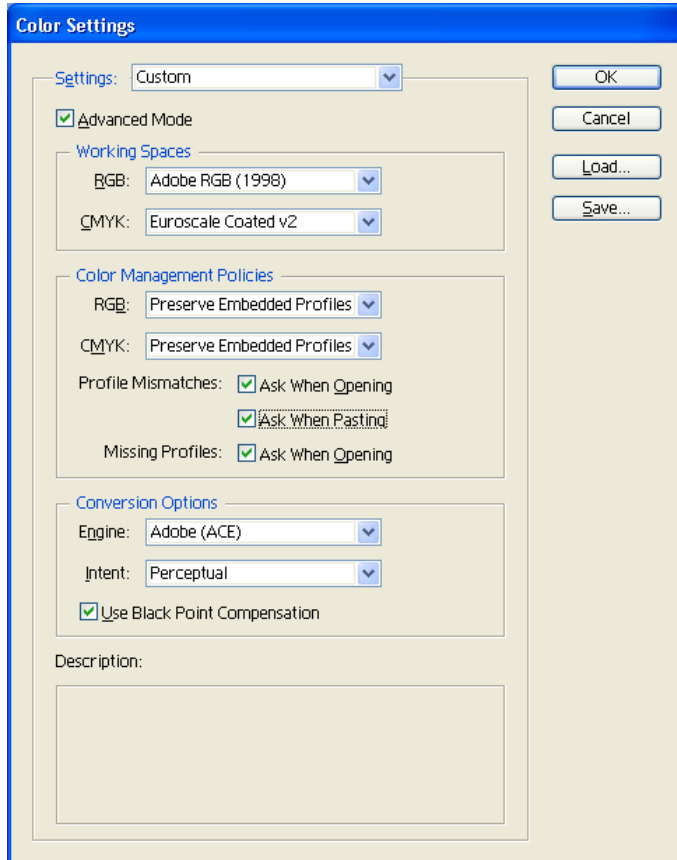 Color Settings
Settings: Custom
OK
Advanced Mode
Cancel
Working Spaces
Load...
RGB: Adobe RGB (1998)
Save...
CMYK: Euroscale Coated v2
Color Management Policies
RGB: Preserve Embedded Profiles
CMYK: Preserve Embedded Profiles
Profile Mismatches: Ask When Opening
Ask When Pasting
Missing Profiles: Ask When Opening
Conversion Options
Engine: Adobe (ACE)
Intent: Perceptual
Use Black Point Compensation
Description: